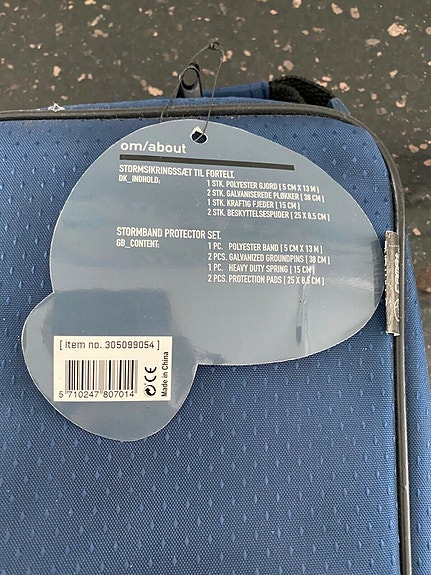 om/about
STORMSIKRINGSSÆT TIL FORTELT.
DK_INDHOLD: 1 STK. POLYESTER GJORD [ 5 CM X 13 M ]
2 STK. GALVANISEREDE PLØKKER [ 38 CM ]
1 STK. KRAFTIG FJEDER [ 15 CM ]
2 STK. BESKYTTELSESPUDER [ 25 X 8,5 CM ]
STORMBAND PROTECTOR SET.
GB_CONTENT: 1 PC. POLYESTER BAND [ 5 CM X 13 M ]
2 PCS. GALVANIZED GROUNDPINS [ 38 CM ]
1 PC. HEAVY DUTY SPRING [ 15 CM ]
2 PCS. PROTECTION PADS [ 25 X 8,5 CM ]
[ Item no. 305099054 ]
5 710247 807014
CE
Made in China